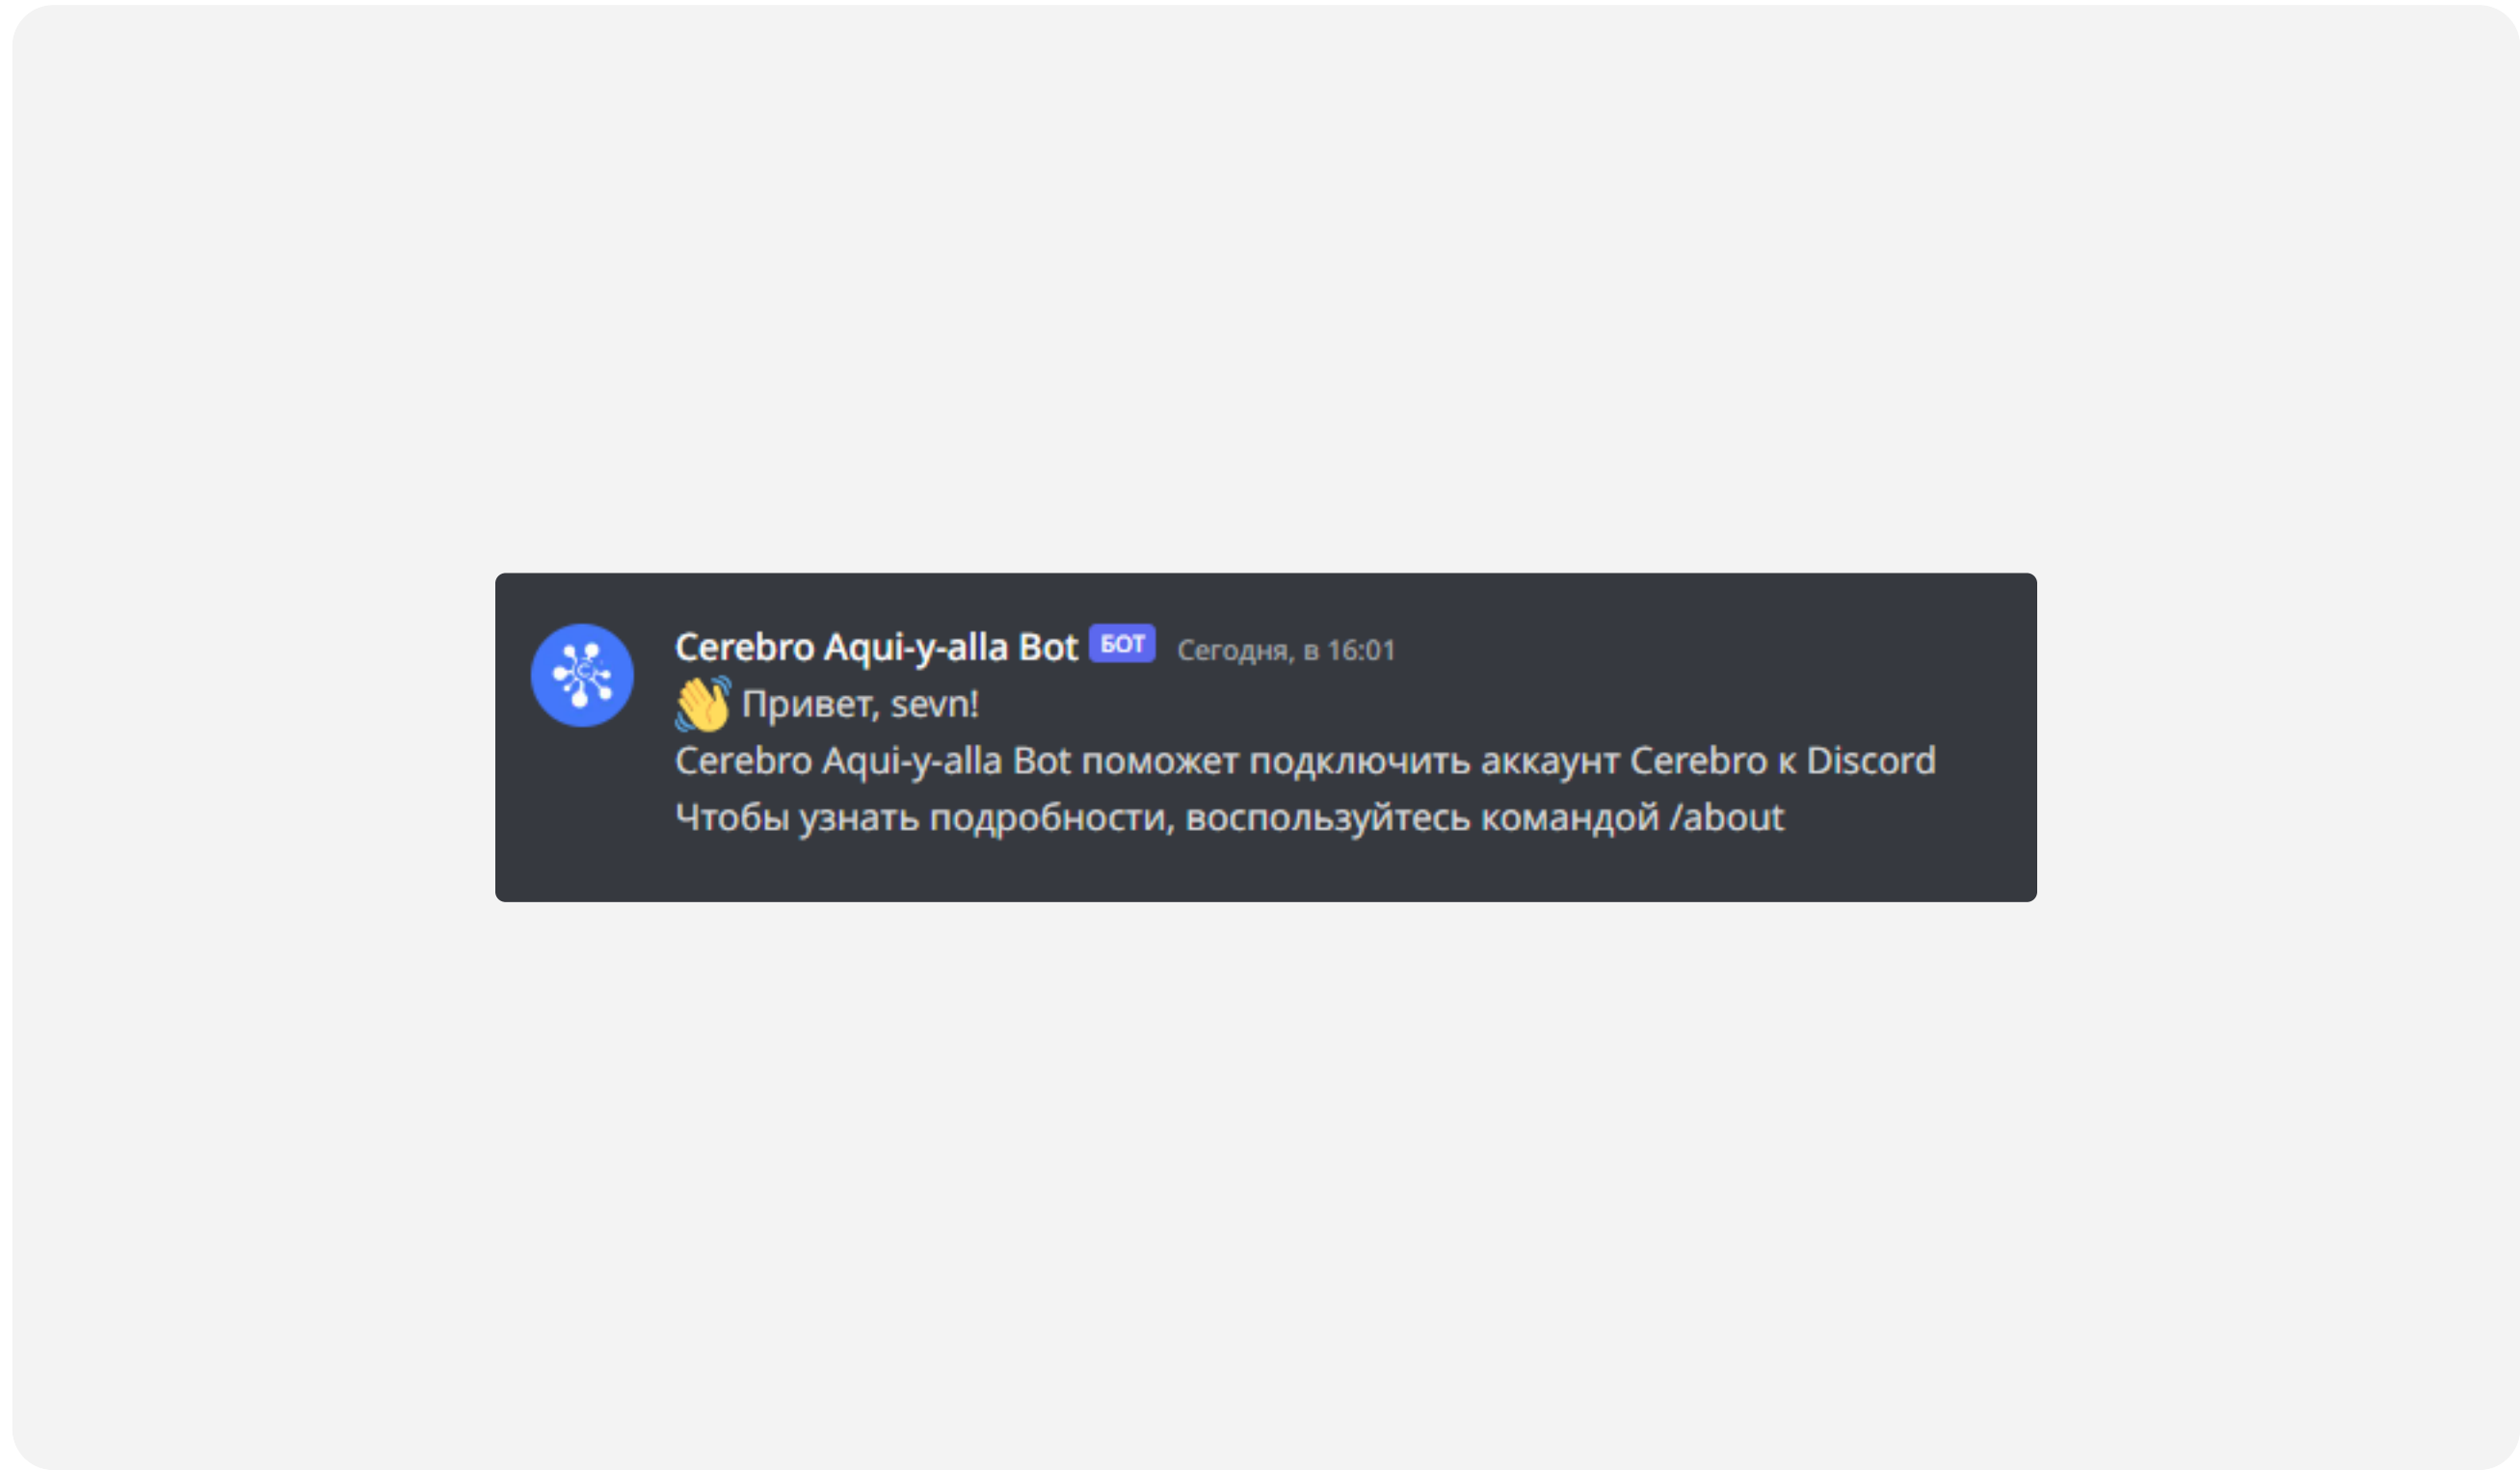 Cerebro Aqui-y-alla Bot БОТ Сегодня, в 16:01
👋 Привет, sevn!
Cerebro Aqui-y-alla Bot поможет подключить аккаунт Cerebro к Discord
Чтобы узнать подробности, воспользуйтесь командой /about